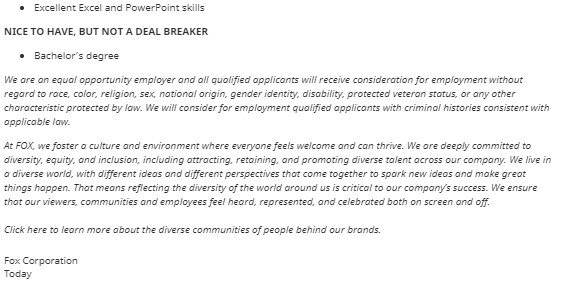 • Excellent Excel and PowerPoint skills
NICE TO HAVE, BUT NOT A DEAL BREAKER
• Bachelor's degree
We are an equal opportunity employer and all qualified applicants will receive consideration for employment without
regard to race, color, religion, sex, national origin, gender identity, disability, protected veteran status, or any other
characteristic protected by law. We will consider for employment qualified applicants with criminal histories consistent with
applicable law.
At FOX, we foster a culture and environment where everyone feels welcome and can thrive. We are deeply committed to
diversity, equity, and inclusion, including attracting, retaining, and promoting diverse talent across our company. We live in
a diverse world, with different ideas and different perspectives that come together to spark new ideas and make great
things happen. That means reflecting the diversity of the world around us is critical to our company's success. We ensure
that our viewers, communities and employees feel heard, represented, and celebrated both on screen and off.
Click here to learn more about the diverse communities of people behind our brands.
Fox Corporation
Today